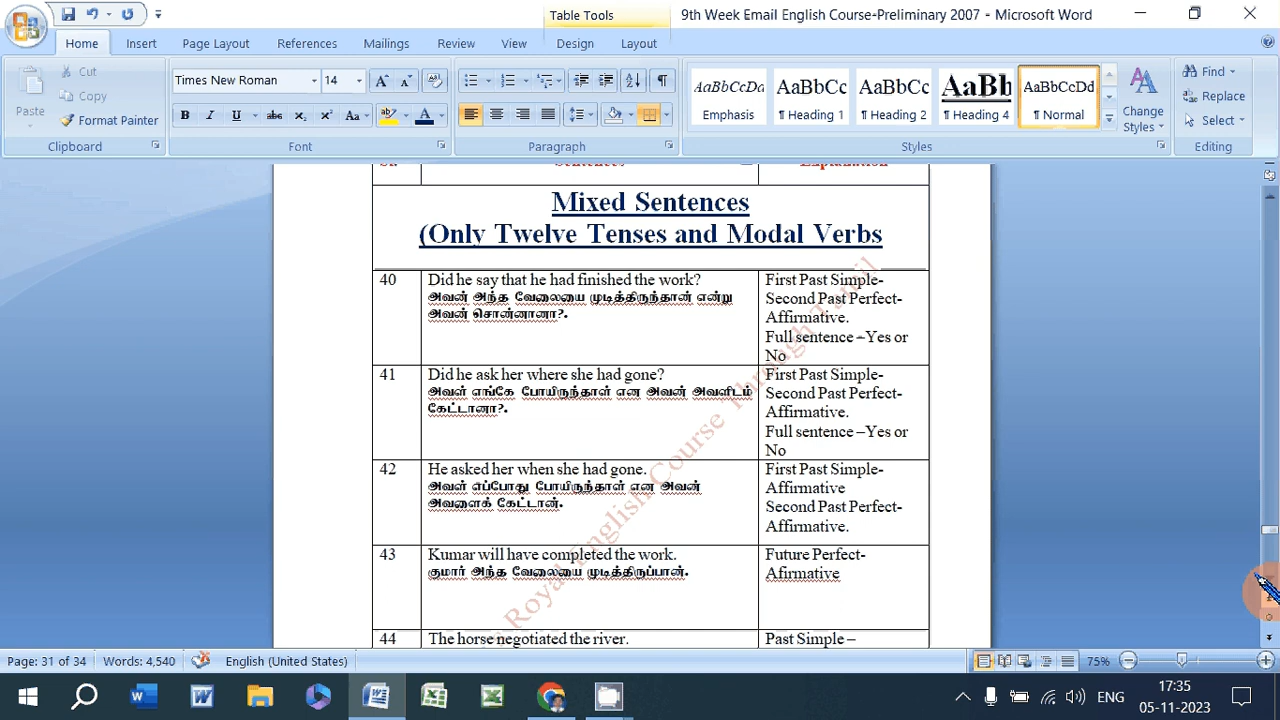 Table Tools
9th Week Email English Course-Preliminary 2007 - Microsoft Word
Home Insert Page Layout References Mailings Review View Design Layout
Paste
Cut
Copy
Format Painter
Clipboard
Times New Roman 14
Font
Paragraph
AaBbCcDd AaBbCc AaBbCc AaBb AaBbCcDd
Emphasis ¶ Heading 1 ¶ Heading 2 ¶ Heading 4 ¶ Normal
Change Styles
Styles
Find
Replace
Select
Editing
Sentences Explanation
Mixed Sentences
(Only Twelve Tenses and Modal Verbs
40 Did he say that he had finished the work? First Past Simple-
அவன் அந்த வேலையை முடித்திருந்தான் என்று Second Past Perfect-
அவன் சொன்னானா?. Affirmative.
Full sentence –Yes or
No
41 Did he ask her where she had gone? First Past Simple-
அவள் எங்கே போயிருந்தாள் என அவன் அவளிடம் Second Past Perfect-
கேட்டானா?. Affirmative.
Full sentence –Yes or
No
42 He asked her when she had gone. First Past Simple-
அவள் எப்போது போயிருந்தாள் என அவன் Affirmative
அவளைக் கேட்டான். Second Past Perfect-
Affirmative.
43 Kumar will have completed the work. Future Perfect-
குமார் அந்த வேலையை முடித்திருப்பான். Afirmative
44 The horse negotiated the river. Past Simple –
Royal English Course Through Tamil
Page: 31 of 34 Words: 4,540 English (United States) 75%
ENG 17:35
05-11-2023